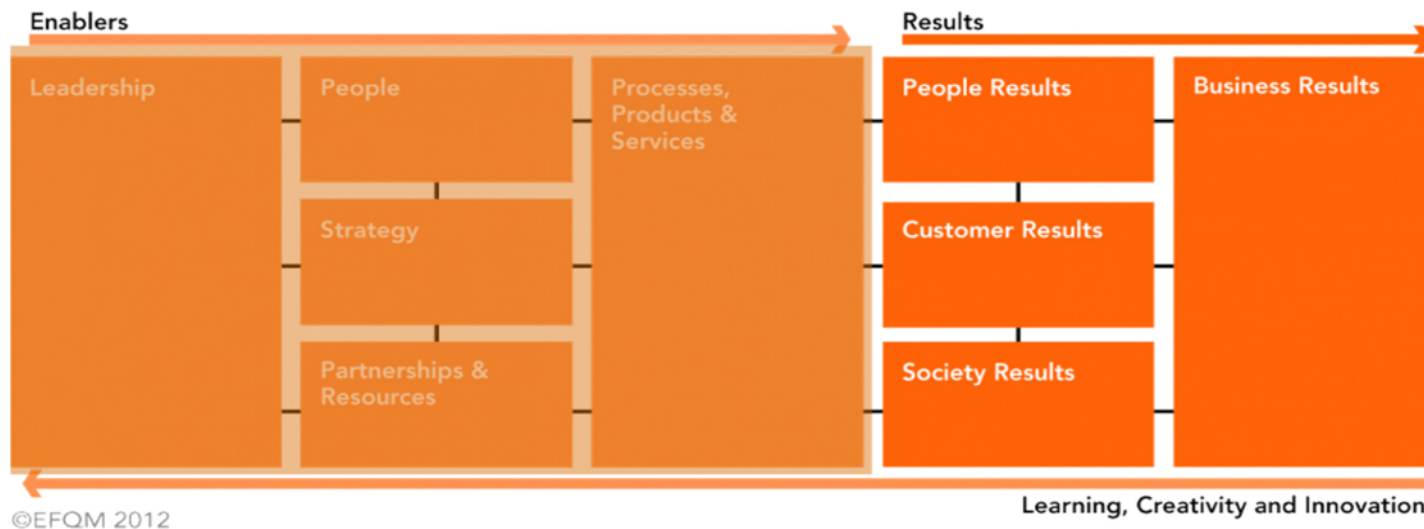 Enablers
Results
Leadership
People
Processes,
Products &
Services
People Results
Business Results
Strategy
Customer Results
Partnerships &
Resources
Society Results
Learning, Creativity and Innovation
©EFQM 2012